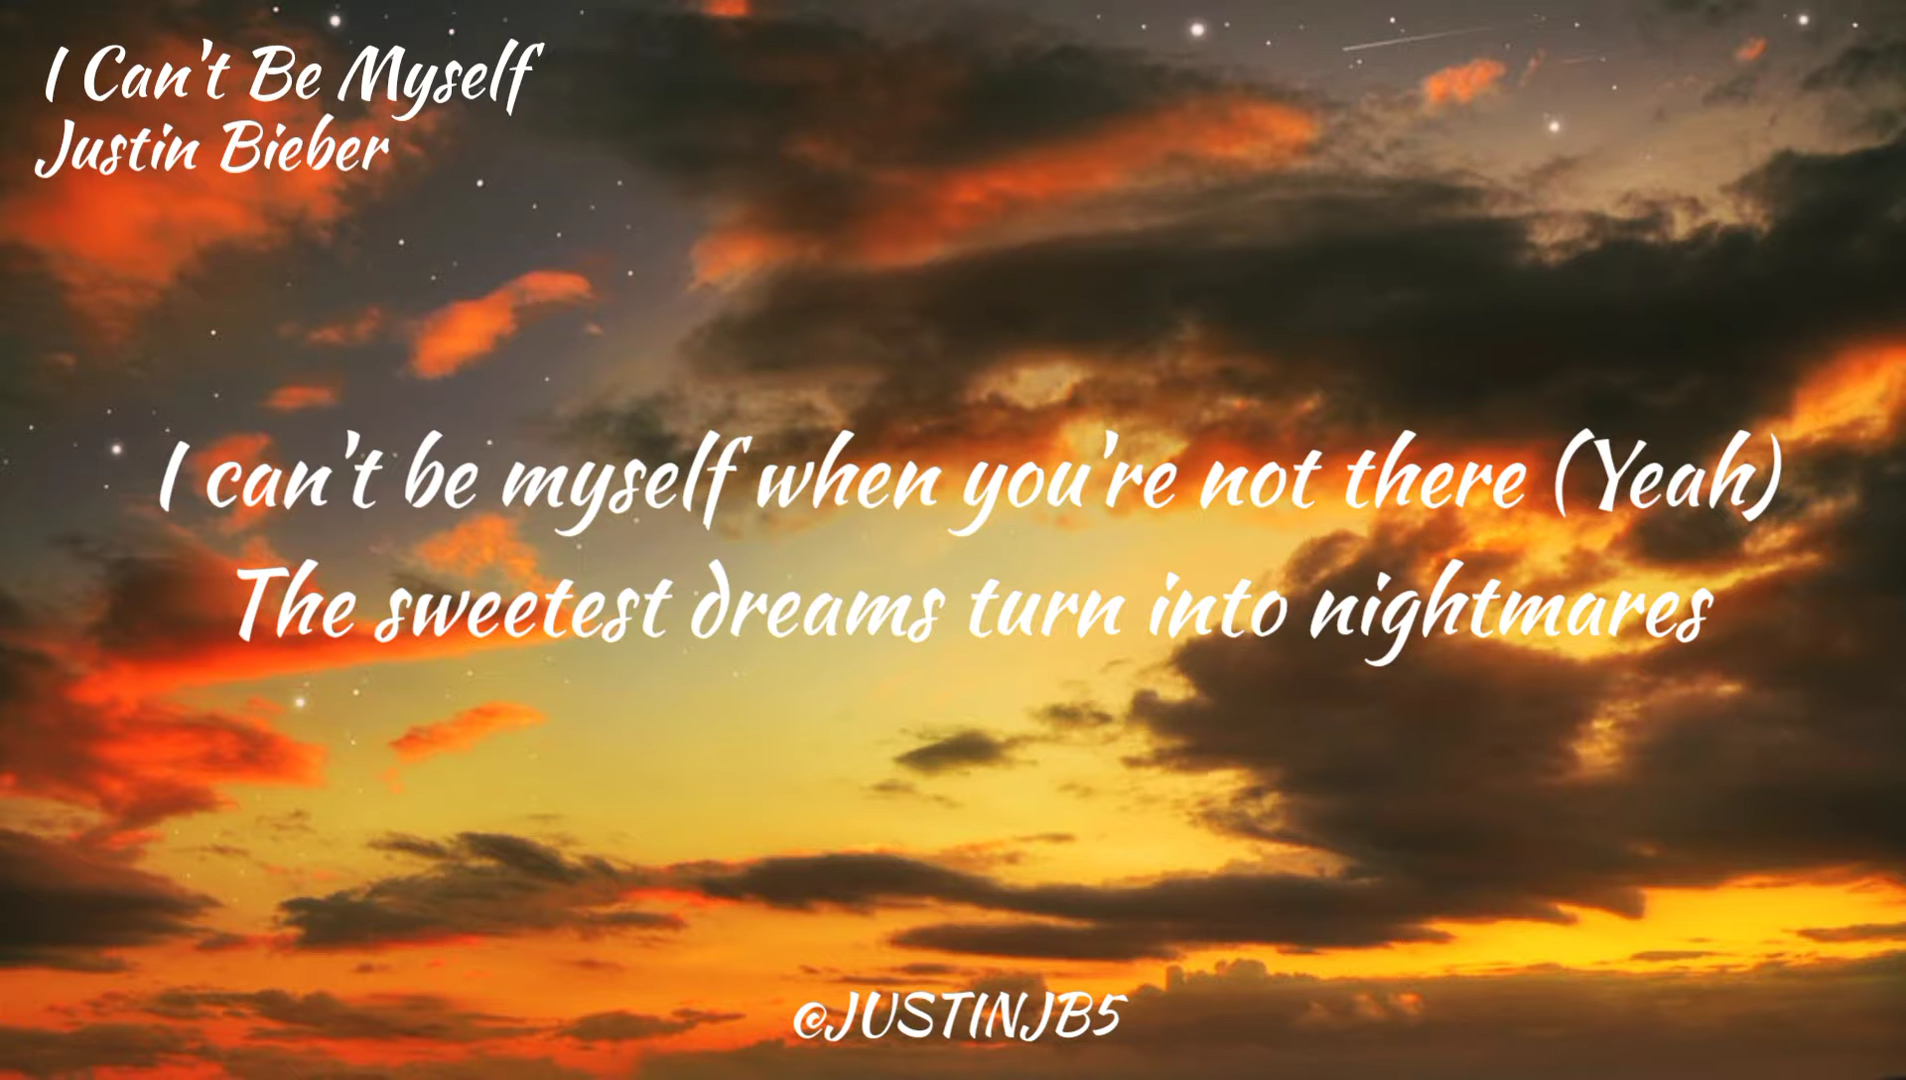 I Can't Be Myself
Justin Bieber
I can't be myself when you're not there (Yeah)
The sweetest dreams turn into nightmares
@JUSTINJB5